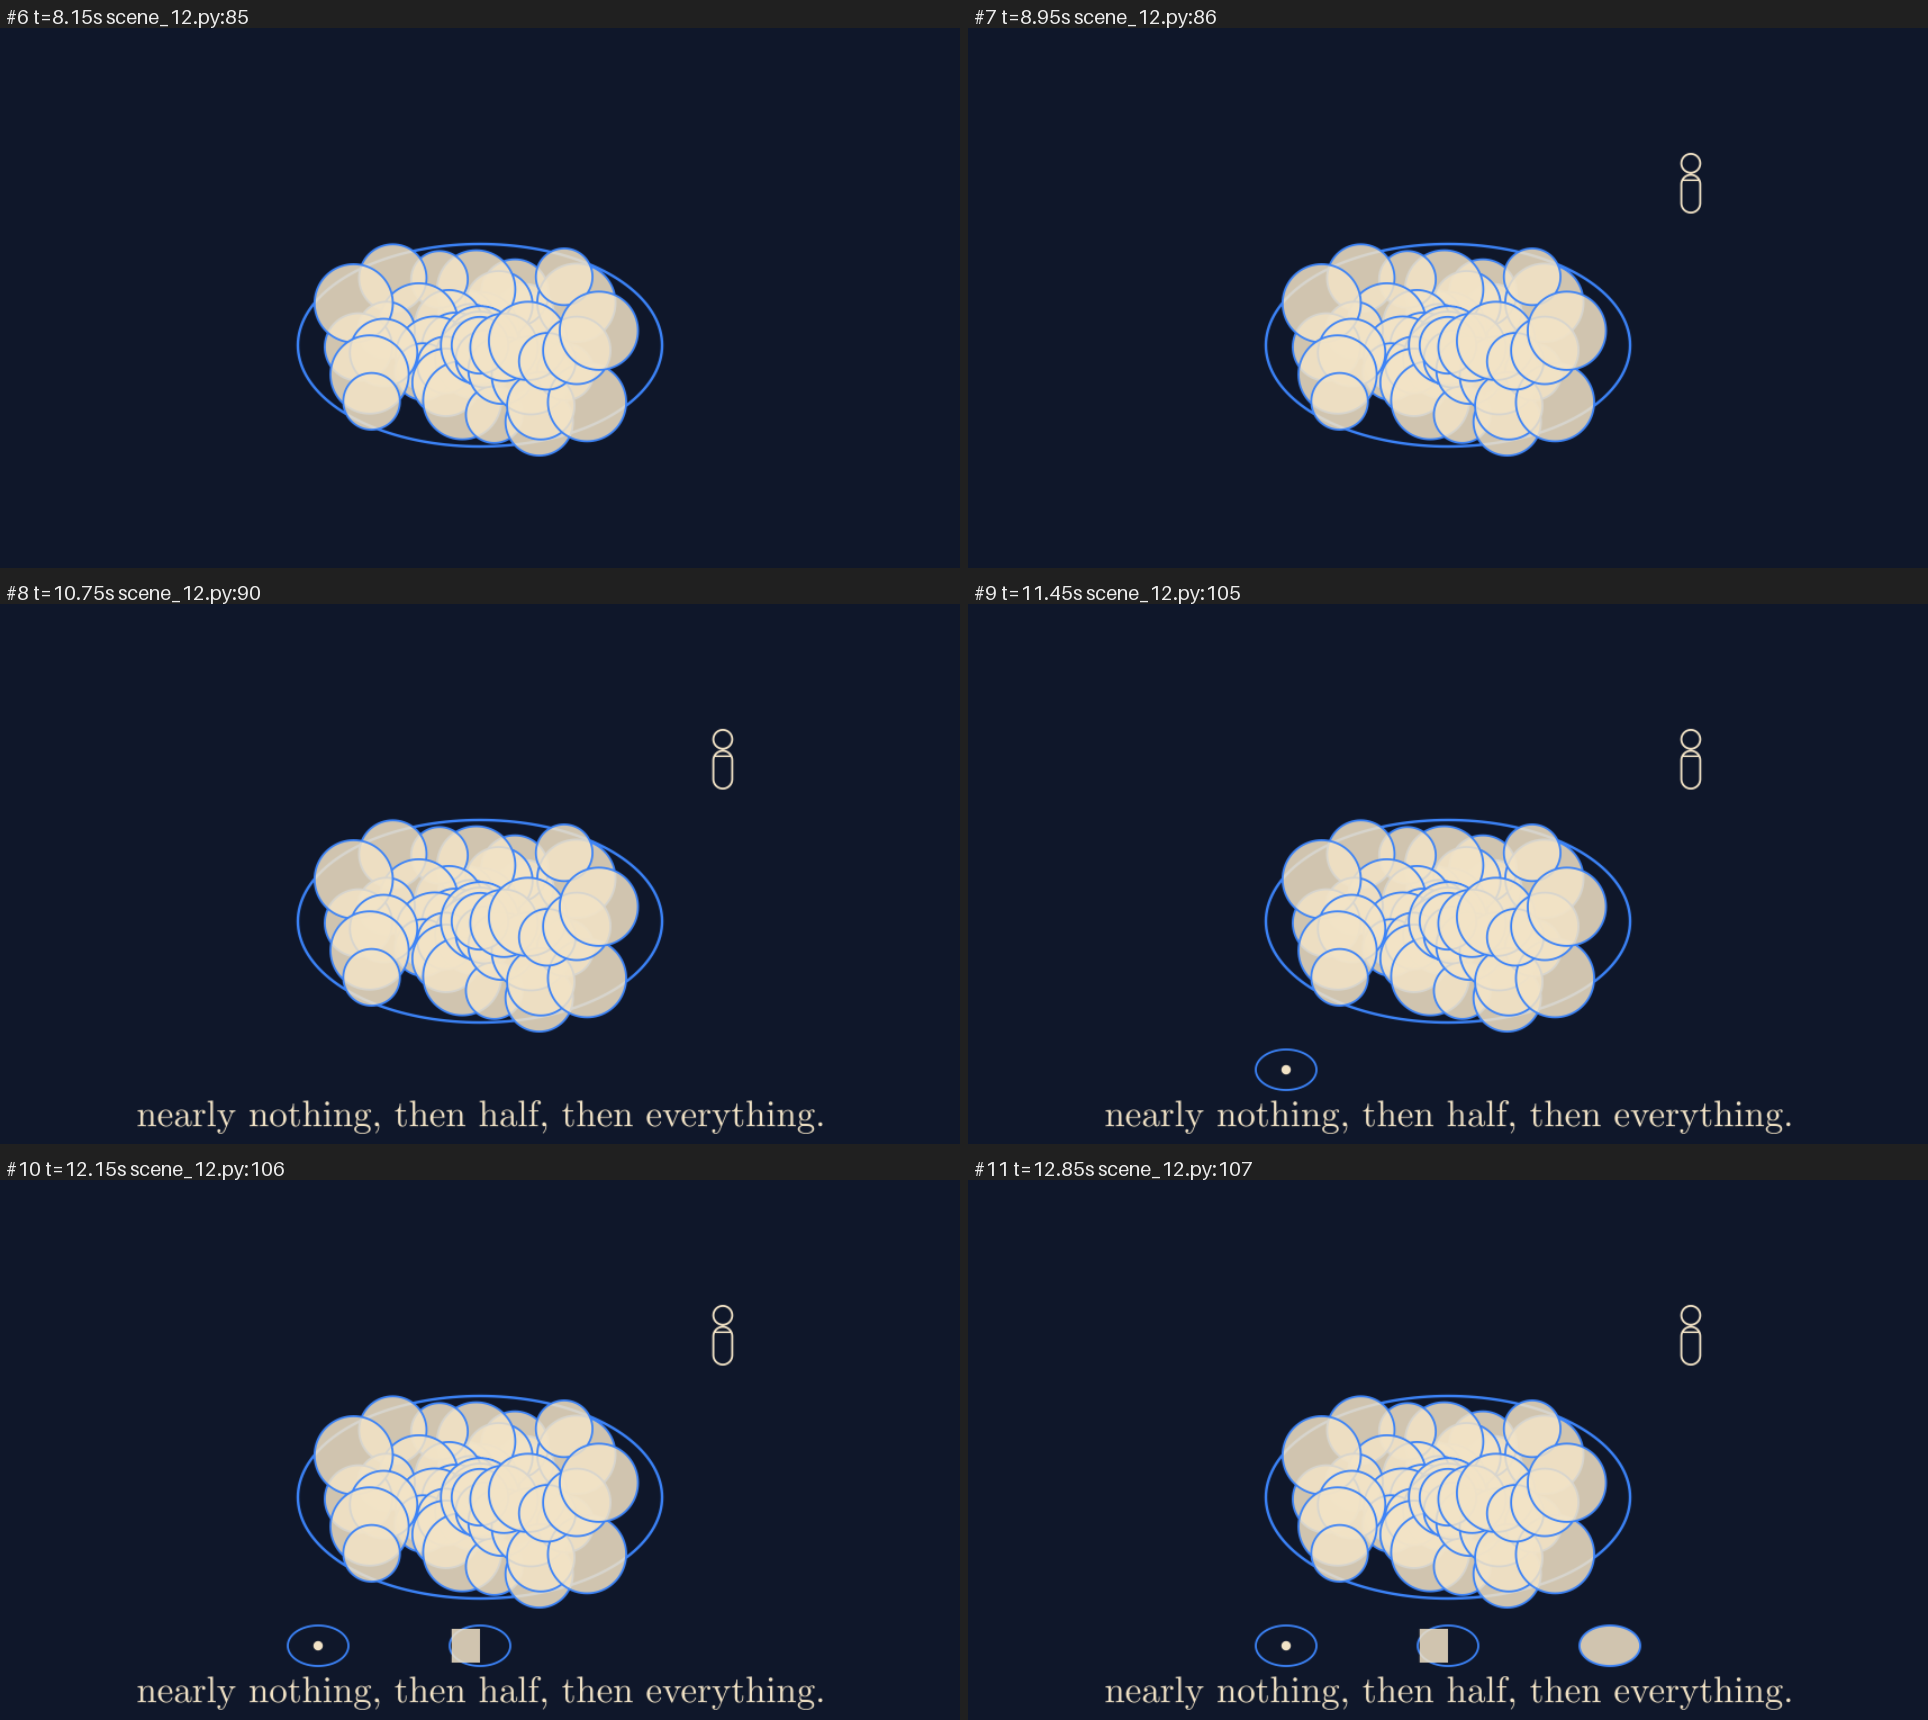 #6 t=8.15s scene_12.py:85
#7 t=8.95s scene_12.py:86
#8 t=10.75s scene_12.py:90
nearly nothing, then half, then everything.
#9 t=11.45s scene_12.py:105
nearly nothing, then half, then everything.
#10 t=12.15s scene_12.py:106
nearly nothing, then half, then everything.
#11 t=12.85s scene_12.py:107
nearly nothing, then half, then everything.